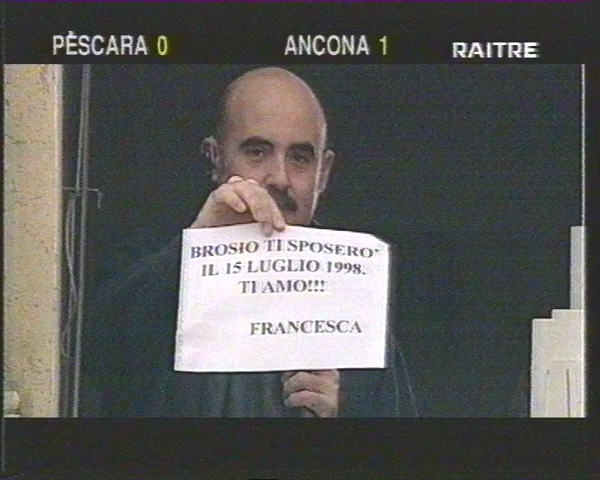 PÈSCARA 0 ANCONA 1 RAITRE
BROSIO TI SPOSERO'
IL 15 LUGLIO 1998.
TI AMO!!!
FRANCESCA